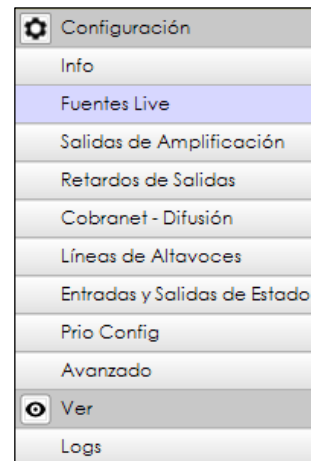 Configuración
Info
Fuentes Live
Salidas de Amplificación
Retardos de Salidas
Cobranet - Difusión
Líneas de Altavoces
Entradas y Salidas de Estado
Prio Config
Avanzado
Ver
Logs